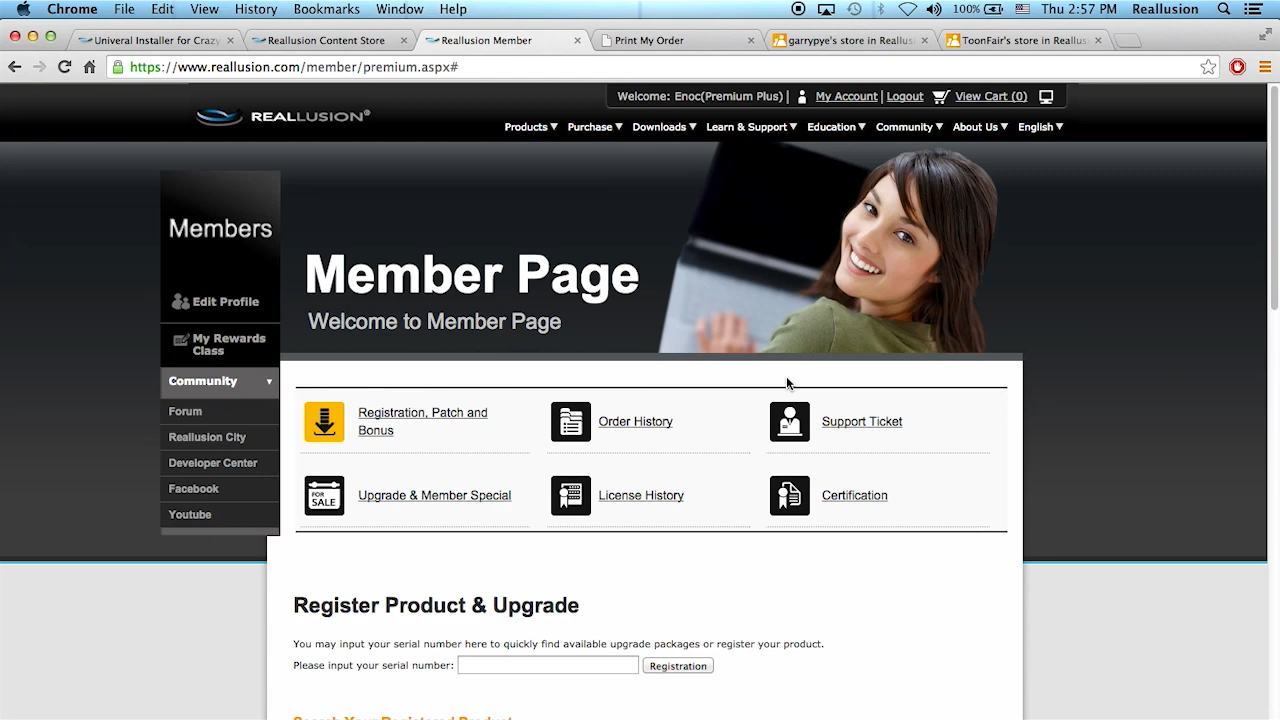 Chrome File Edit View History Bookmarks Window Help 100% Thu 2:57 PM Reallusion
Univeral Installer for Crazy
Reallusion Content Store
Reallusion Member
Print My Order
garrypye's store in Reallus
ToonFair's store in Reallus
https://www.reallusion.com/member/premium.aspx#
Welcome: Enoc(Premium Plus) | My Account | Logout View Cart (0)
REALLUSION®
Products▼ Purchase▼ Downloads▼ Learn & Support▼ Education▼ Community▼ About Us▼ English▼
Members
Edit Profile
My Rewards
Class
Community ▼
Forum
Reallusion City
Developer Center
Facebook
Youtube
Member Page
Welcome to Member Page
Registration, Patch and
Bonus
Order History
Support Ticket
FOR
SALE
Upgrade & Member Special
License History
Certification
Register Product & Upgrade
You may input your serial number here to quickly find available upgrade packages or register your product.
Please input your serial number: Registration
Search Your Registered Product